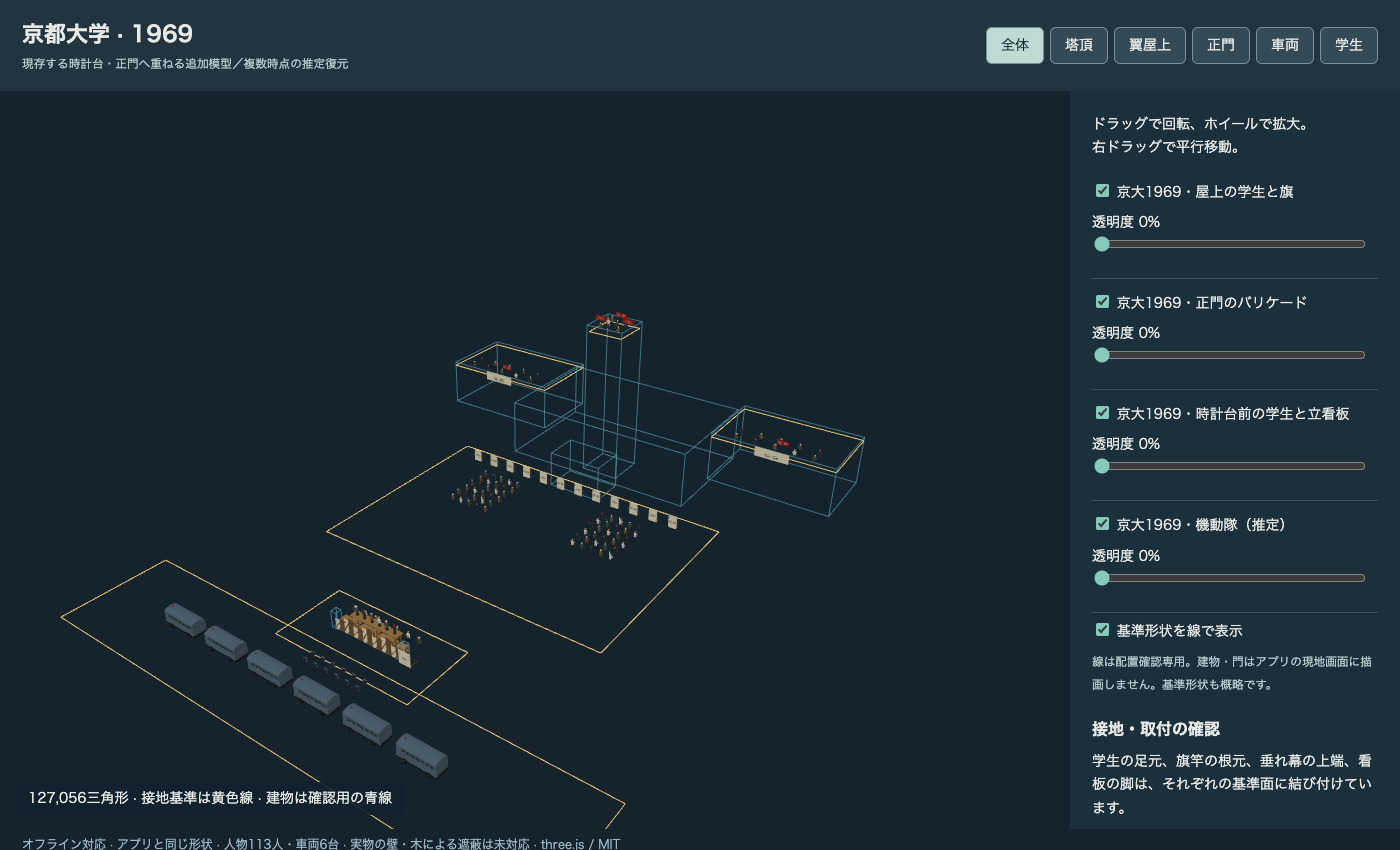 京都大学 · 1969
現存する時計台・正門へ重ねる追加模型／複数時点の推定復元
全体
塔頂
翼屋上
正門
車両
学生
ドラッグで回転、ホイールで拡大。
右ドラッグで平行移動。
京大1969・屋上の学生と旗
透明度 0%
京大1969・正門のバリケード
透明度 0%
京大1969・時計台前の学生と立看板
透明度 0%
京大1969・機動隊（推定）
透明度 0%
基準形状を線で表示
線は配置確認専用。建物・門はアプリの現地画面に描
画しません。基準形状も概略です。
接地・取付の確認
学生の足元、旗竿の根元、垂れ幕の上端、看
板の脚は、それぞれの基準面に結び付けてい
ます。
127,056三角形 · 接地基準は黄色線 · 建物は確認用の青線
オフライン対応 · アプリと同じ形状 · 人物113人・車両6台 · 実物の壁・木による遮蔽は未対応 · three.js / MIT